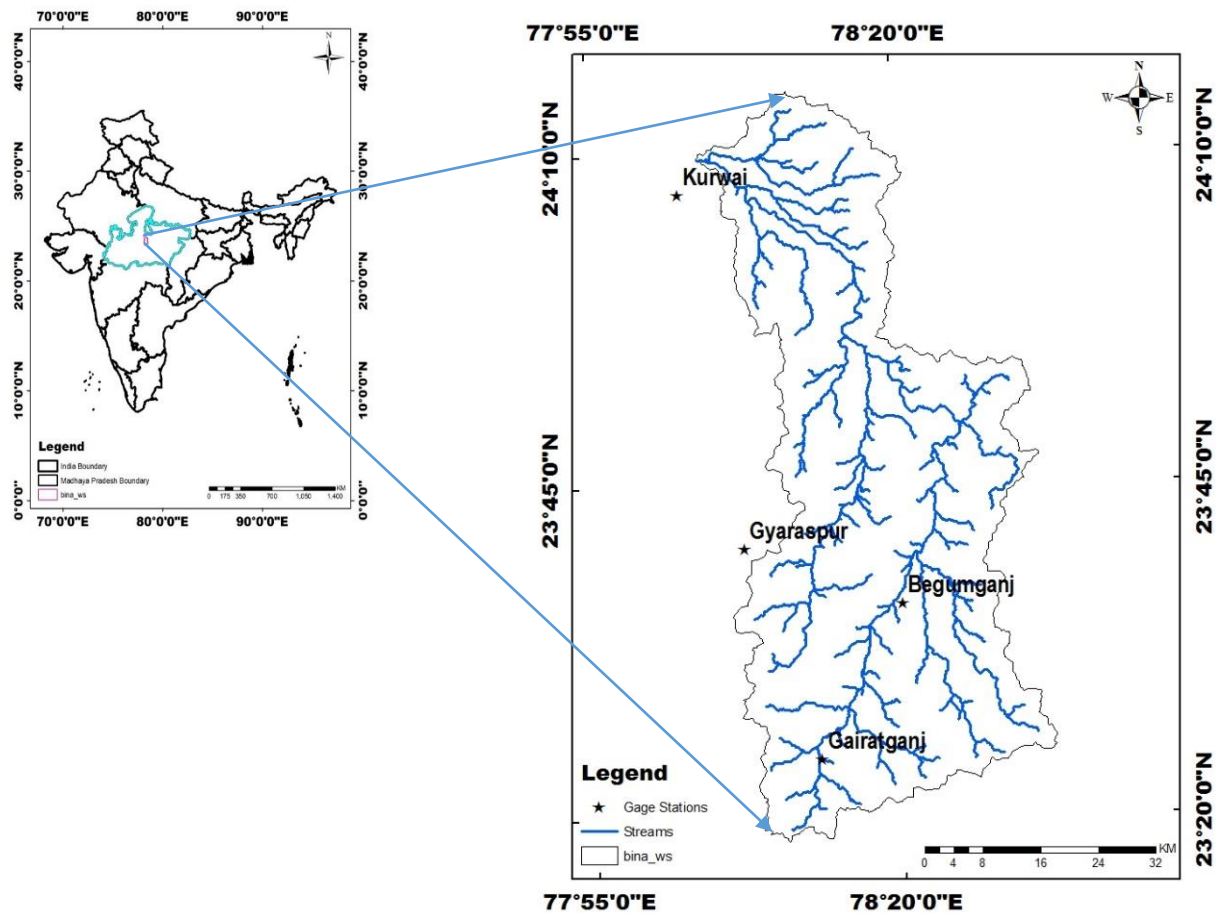 70°0'0"E 80°0'0"E 90°0'0"E
N
40°0'0"N
30°0'0"N
20°0'0"N
10°0'0"N
0°0'0"N
40°0'0"N
30°0'0"N
20°0'0"N
10°0'0"N
0°0'0"N
Legend
India Boundary
Madhaya Pradesh Boundary
bina_ws
0 175 350 700 1,050 1,400 KM
70°0'0"E 80°0'0"E 90°0'0"E
77°55'0"E 78°20'0"E
N
W E
S
24°10'0"N
23°45'0"N
23°20'0"N
24°10'0"N
23°45'0"N
23°20'0"N
Kurwai
Gyaraspur
Begumganj
Gairatganj
Legend
Gage Stations
Streams
bina_ws
0 2 4 8 16 24 32 KM
77°55'0"E 78°20'0"E